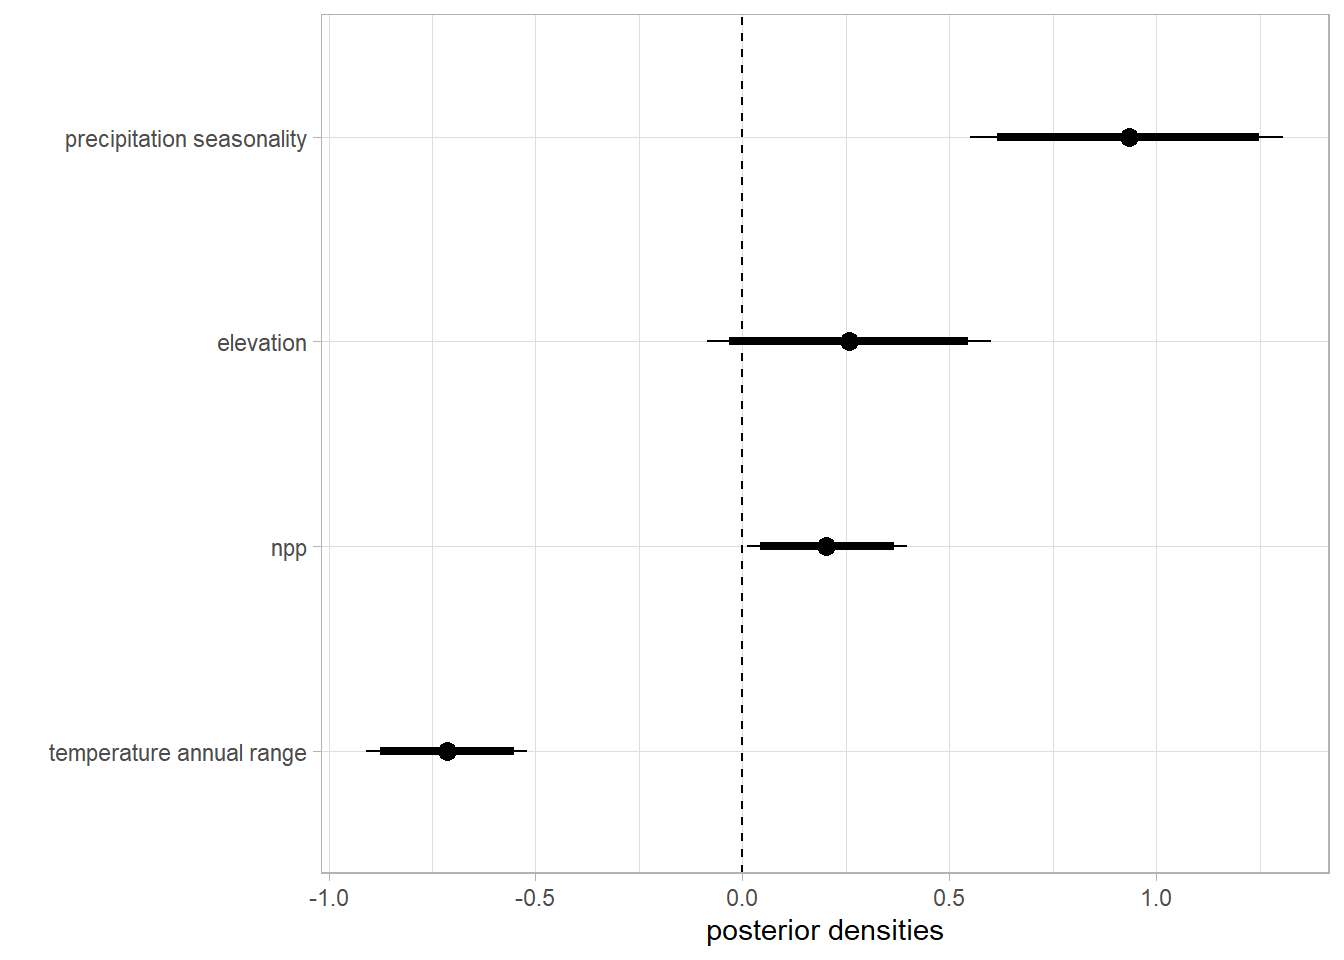 precipitation seasonality
elevation
npp
temperature annual range
-1.0 -0.5 0.0 0.5 1.0
posterior densities